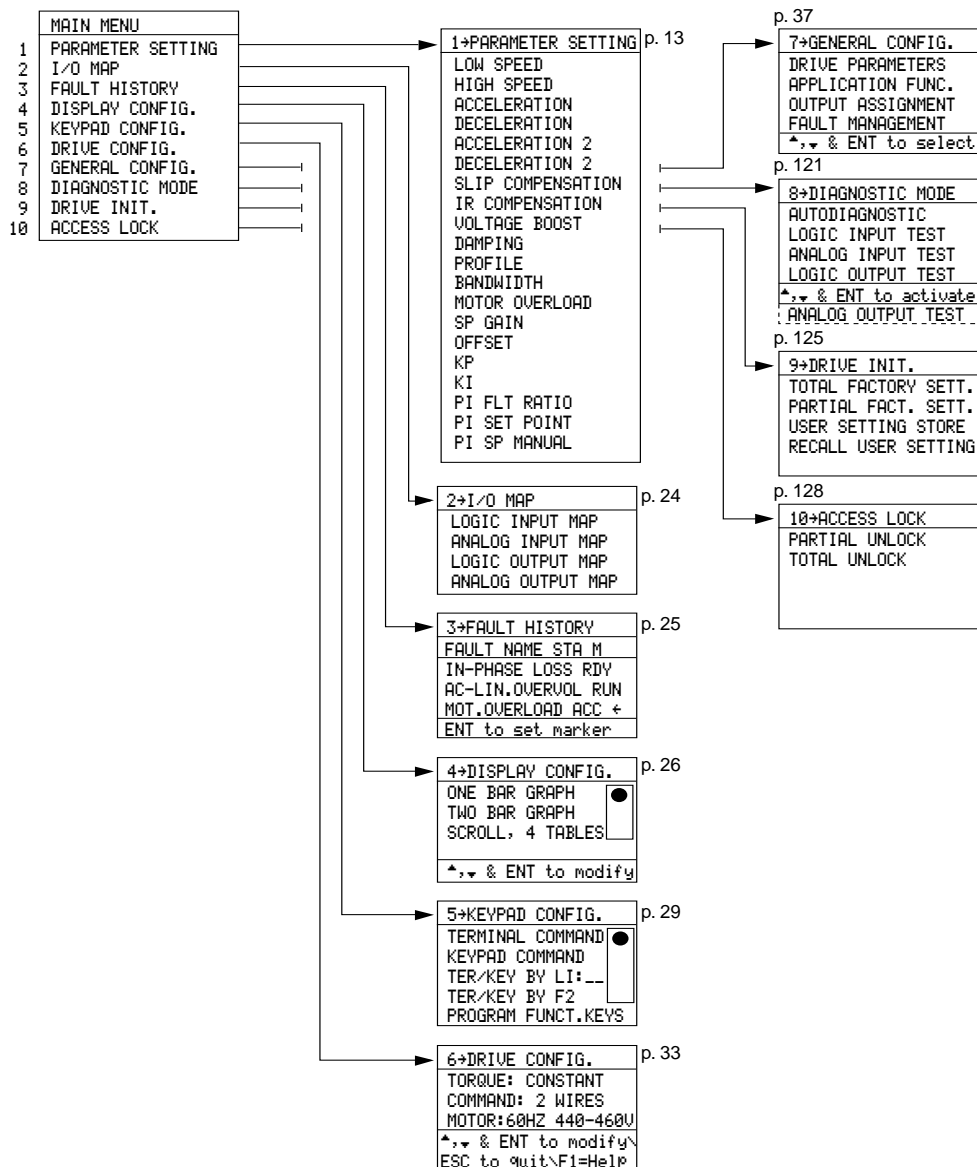 MAIN MENU
1 PARAMETER SETTING
2 I/O MAP
3 FAULT HISTORY
4 DISPLAY CONFIG.
5 KEYPAD CONFIG.
6 DRIVE CONFIG.
7 GENERAL CONFIG.
8 DIAGNOSTIC MODE
9 DRIVE INIT.
10 ACCESS LOCK
1→PARAMETER SETTING p. 13
LOW SPEED
HIGH SPEED
ACCELERATION
DECELERATION
ACCELERATION 2
DECELERATION 2
SLIP COMPENSATION
IR COMPENSATION
VOLTAGE BOOST
DAMPING
PROFILE
BANDWIDTH
MOTOR OVERLOAD
SP GAIN
OFFSET
KP
KI
PI FLT RATIO
PI SET POINT
PI SP MANUAL
2→I/O MAP p. 24
LOGIC INPUT MAP
ANALOG INPUT MAP
LOGIC OUTPUT MAP
ANALOG OUTPUT MAP
3→FAULT HISTORY p. 25
FAULT NAME STA M
IN-PHASE LOSS RDY
AC-LIN.OVERVOL RUN
MOT.OVERLOAD ACC ←
ENT to set marker
4→DISPLAY CONFIG. p. 26
ONE BAR GRAPH
TWO BAR GRAPH
SCROLL, 4 TABLES
▲,▼ & ENT to modify
5→KEYPAD CONFIG. p. 29
TERMINAL COMMAND
KEYPAD COMMAND
TER/KEY BY LI:__
TER/KEY BY F2
PROGRAM FUNCT.KEYS
6→DRIVE CONFIG. p. 33
TORQUE: CONSTANT
COMMAND: 2 WIRES
MOTOR:60HZ 440-460V
▲,▼ & ENT to modify\
ESC to quit\F1=Help
p. 37
7→GENERAL CONFIG.
DRIVE PARAMETERS
APPLICATION FUNC.
OUTPUT ASSIGNMENT
FAULT MANAGEMENT
▲,▼ & ENT to select
p. 121
8→DIAGNOSTIC MODE
AUTODIAGNOSTIC
LOGIC INPUT TEST
ANALOG INPUT TEST
LOGIC OUTPUT TEST
▲,▼ & ENT to activate
ANALOG OUTPUT TEST
p. 125
9→DRIVE INIT.
TOTAL FACTORY SETT.
PARTIAL FACT. SETT.
USER SETTING STORE
RECALL USER SETTING
p. 128
10→ACCESS LOCK
PARTIAL UNLOCK
TOTAL UNLOCK